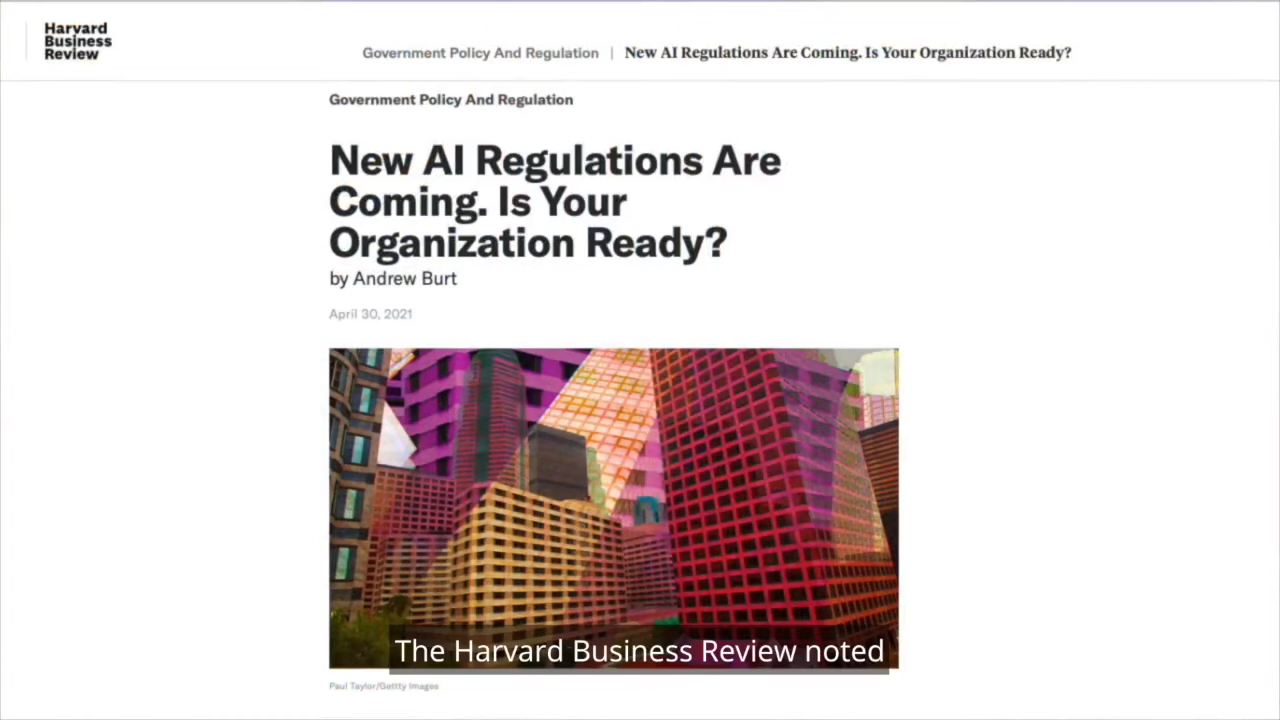 Harvard
Business
Review
Government Policy And Regulation | New AI Regulations Are Coming. Is Your Organization Ready?
Government Policy And Regulation
New AI Regulations Are
Coming. Is Your
Organization Ready?
by Andrew Burt
April 30, 2021
The Harvard Business Review noted
Paul Taylor/Gettty Images